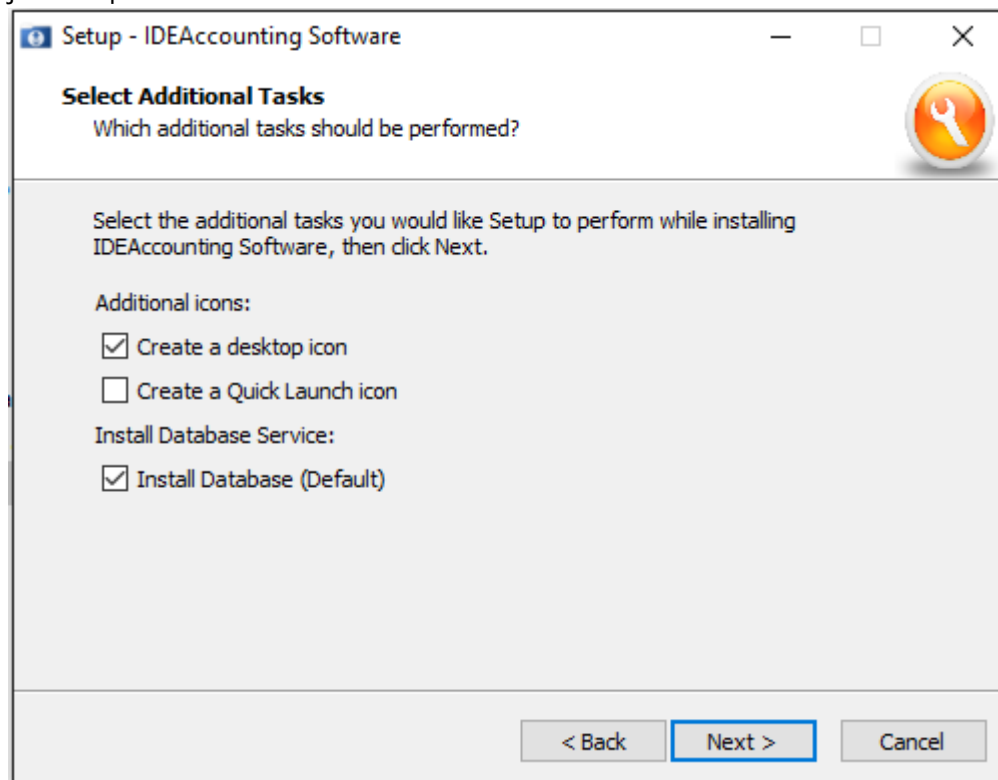 Setup - IDEAccounting Software
Select Additional Tasks
Which additional tasks should be performed?
Select the additional tasks you would like Setup to perform while installing
IDEAccounting Software, then click Next.
Additional icons:
Create a desktop icon
Create a Quick Launch icon
Install Database Service:
Install Database (Default)
< Back Next > Cancel